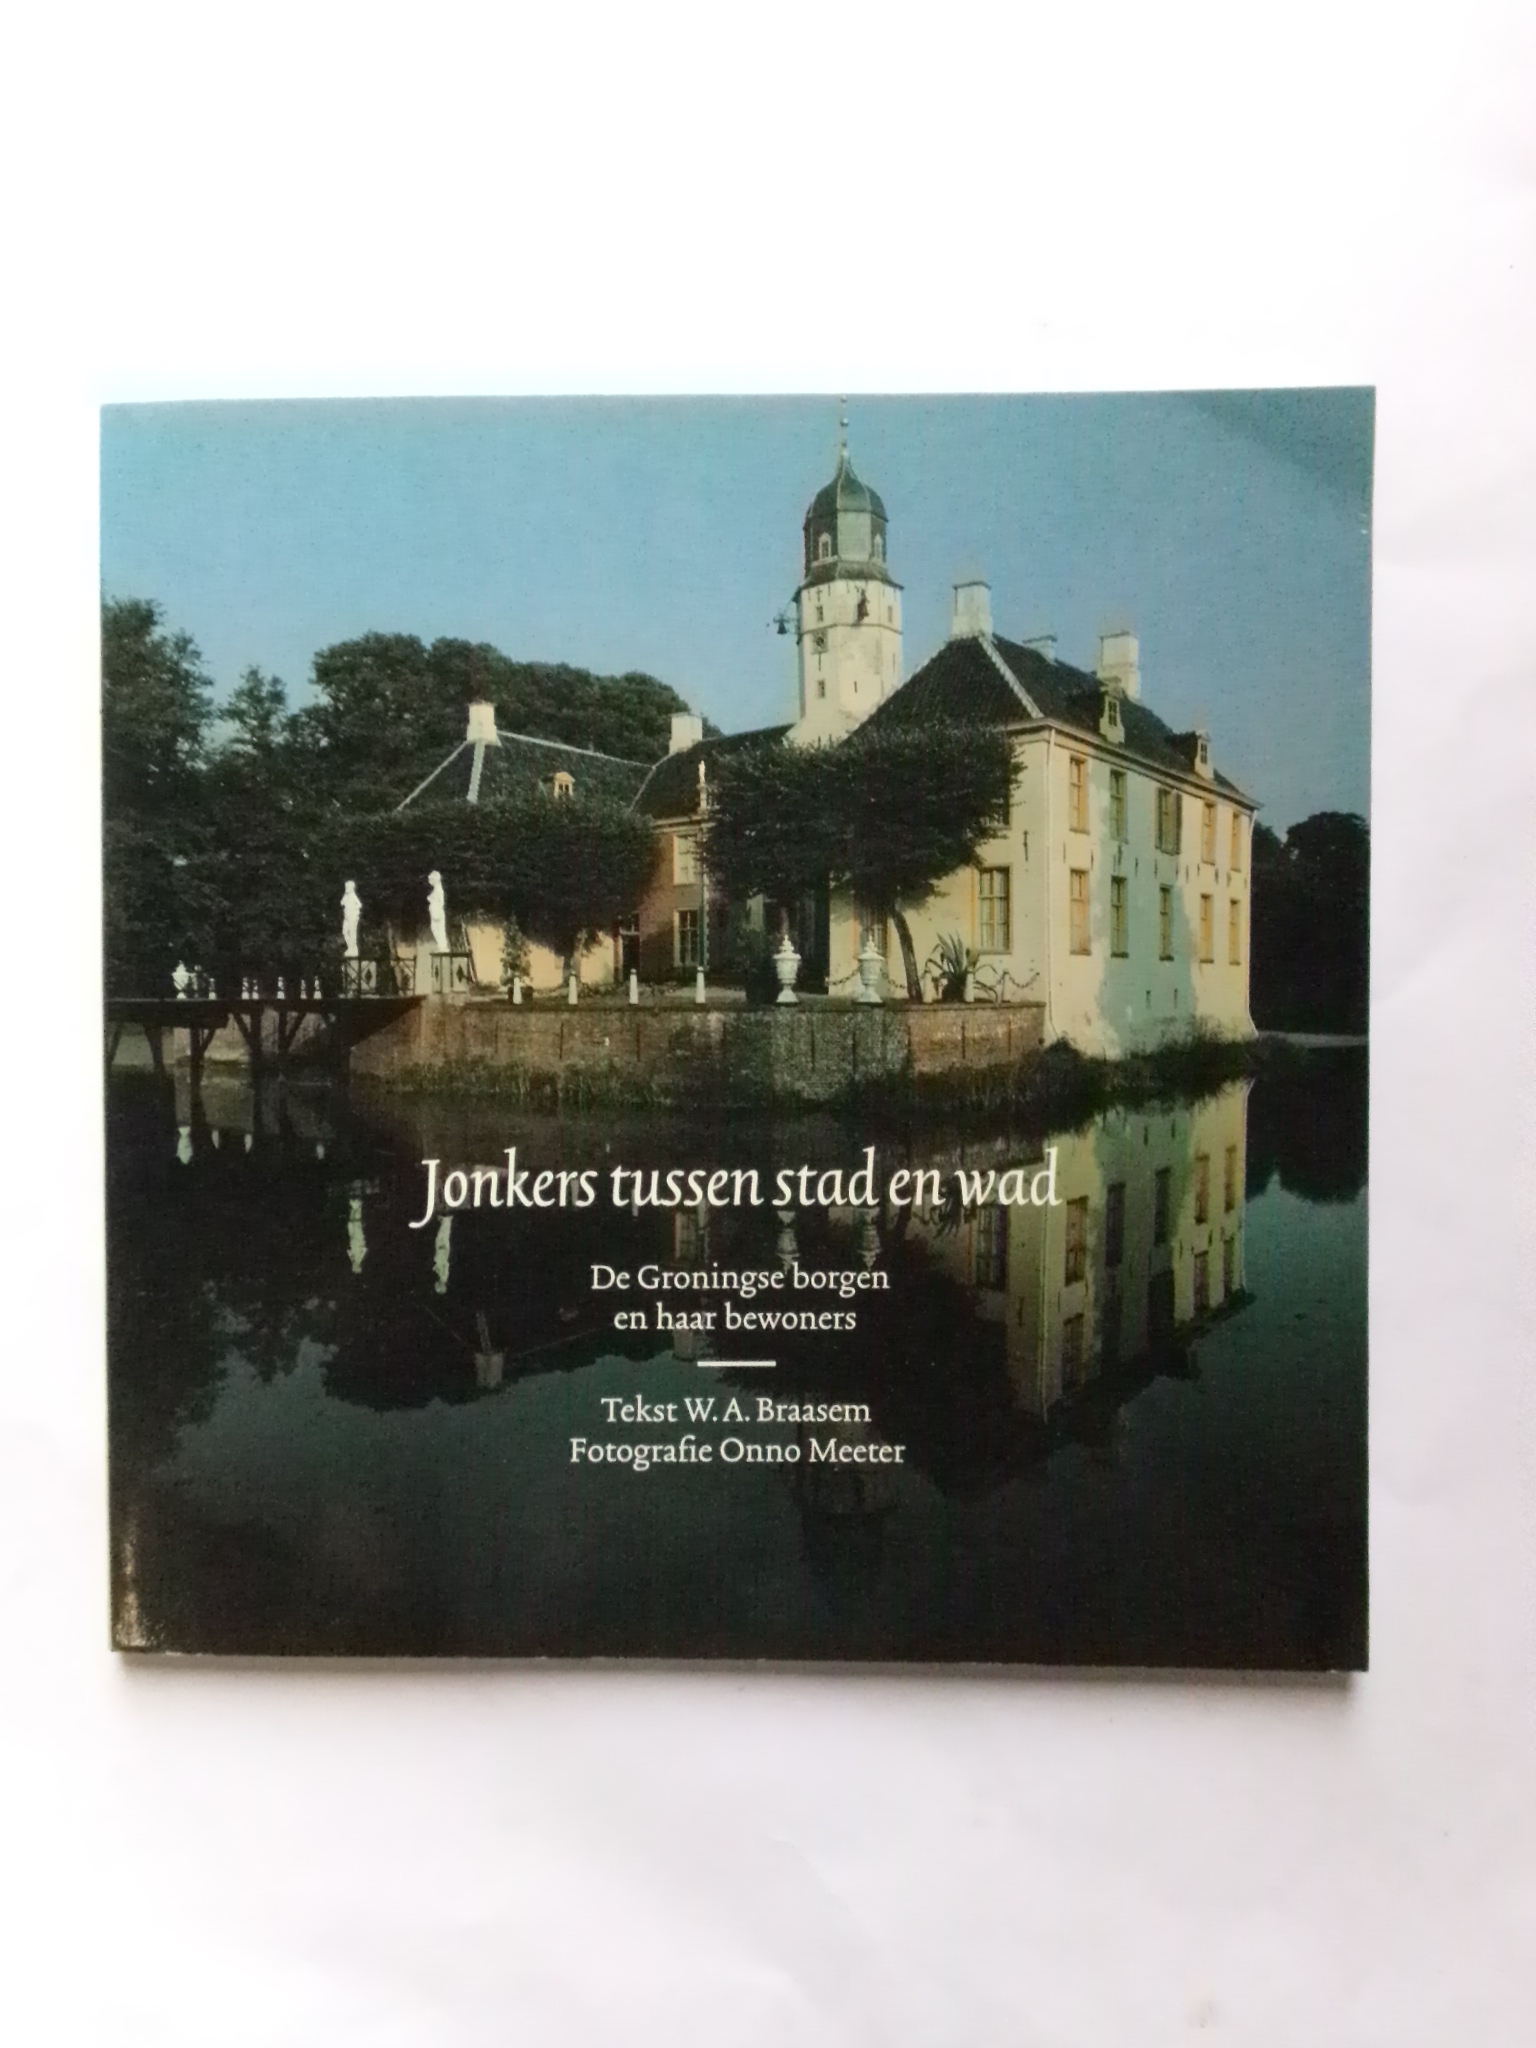 Jonkers tussen stad en wad
De Groningse borgen
en haar bewoners
Tekst W. A. Braasem
Fotografie Onno Meeter